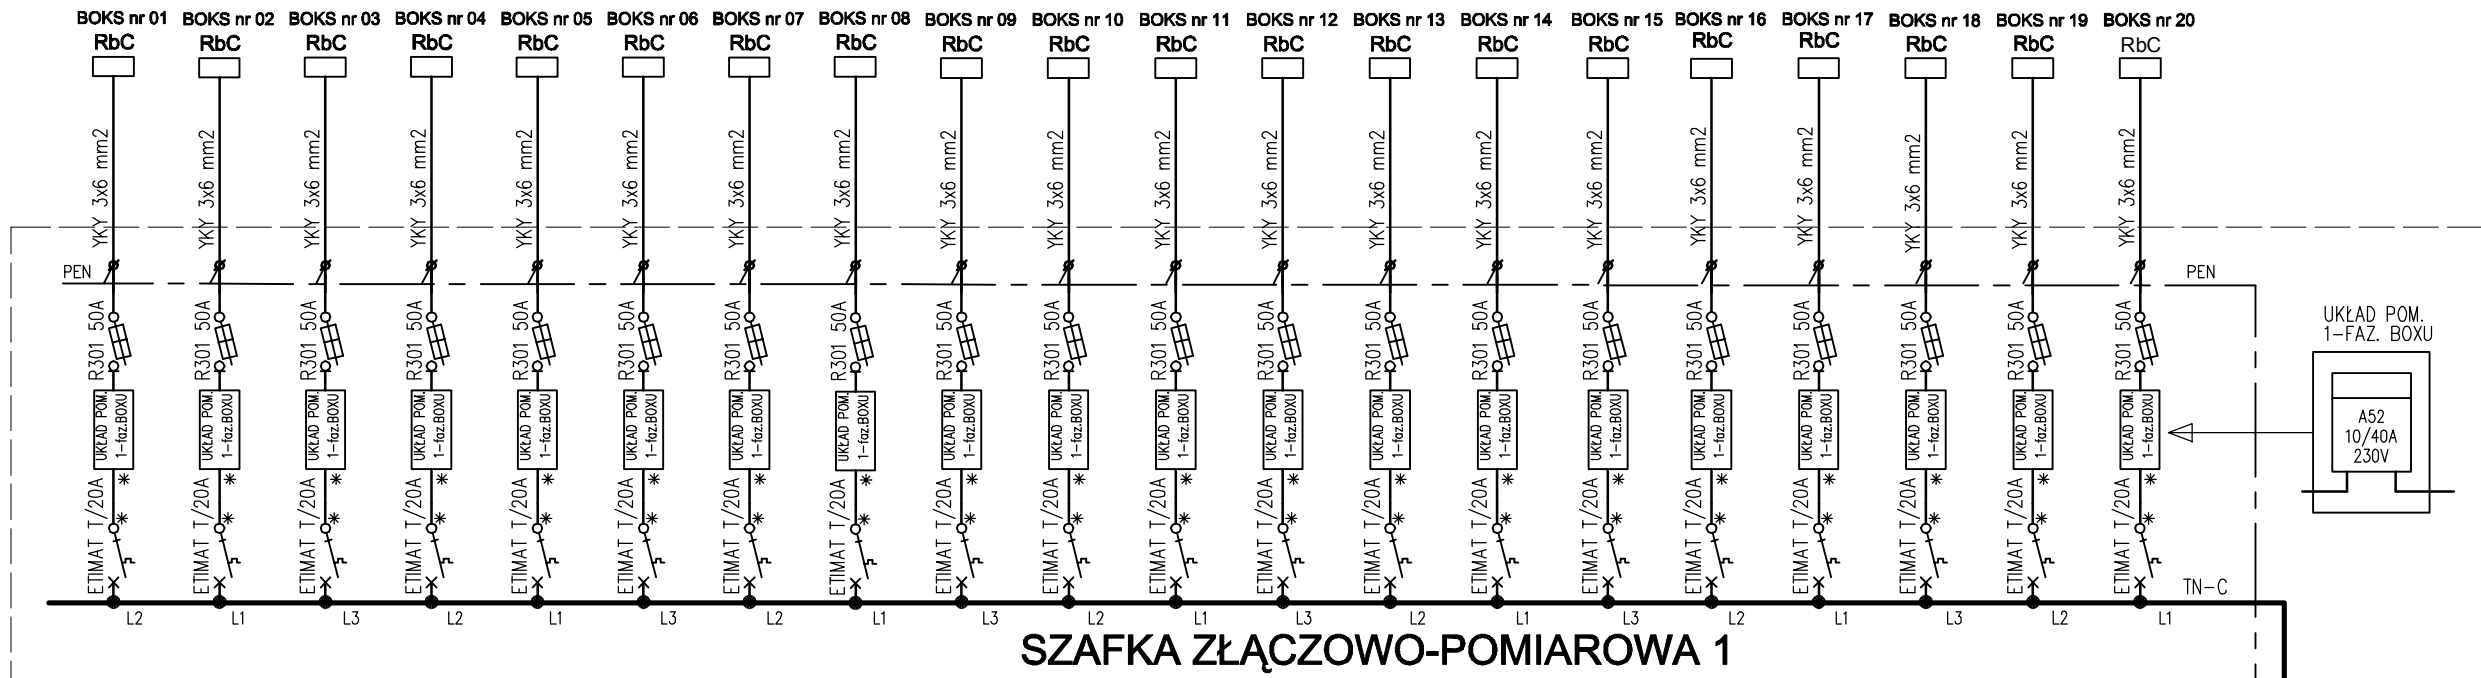 BOKS nr 01 BOKS nr 02 BOKS nr 03 BOKS nr 04 BOKS nr 05 BOKS nr 06 BOKS nr 07 BOKS nr 08 BOKS nr 09 BOKS nr 10 BOKS nr 11 BOKS nr 12 BOKS nr 13 BOKS nr 14 BOKS nr 15 BOKS nr 16 BOKS nr 17 BOKS nr 18 BOKS nr 19 BOKS nr 20
RbC RbC RbC RbC RbC RbC RbC RbC RbC RbC RbC RbC RbC RbC RbC RbC RbC RbC RbC RbC
YKY 3x6 mm2 YKY 3x6 mm2 YKY 3x6 mm2 YKY 3x6 mm2 YKY 3x6 mm2 YKY 3x6 mm2 YKY 3x6 mm2 YKY 3x6 mm2 YKY 3x6 mm2 YKY 3x6 mm2 YKY 3x6 mm2 YKY 3x6 mm2 YKY 3x6 mm2 YKY 3x6 mm2 YKY 3x6 mm2 YKY 3x6 mm2 YKY 3x6 mm2 YKY 3x6 mm2 YKY 3x6 mm2 YKY 3x6 mm2
PEN PEN
R301 50A R301 50A R301 50A R301 50A R301 50A R301 50A R301 50A R301 50A R301 50A R301 50A R301 50A R301 50A R301 50A R301 50A R301 50A R301 50A R301 50A R301 50A R301 50A R301 50A
UKŁAD POM. UKŁAD POM. UKŁAD POM. UKŁAD POM. UKŁAD POM. UKŁAD POM. UKŁAD POM. UKŁAD POM. UKŁAD POM. UKŁAD POM. UKŁAD POM. UKŁAD POM. UKŁAD POM. UKŁAD POM. UKŁAD POM. UKŁAD POM. UKŁAD POM. UKŁAD POM. UKŁAD POM. UKŁAD POM.
1-faz.BOXU 1-faz.BOXU 1-faz.BOXU 1-faz.BOXU 1-faz.BOXU 1-faz.BOXU 1-faz.BOXU 1-faz.BOXU 1-faz.BOXU 1-faz.BOXU 1-faz.BOXU 1-faz.BOXU 1-faz.BOXU 1-faz.BOXU 1-faz.BOXU 1-faz.BOXU 1-faz.BOXU 1-faz.BOXU 1-faz.BOXU 1-faz.BOXU
ETIMAT T/20A ETIMAT T/20A ETIMAT T/20A ETIMAT T/20A ETIMAT T/20A ETIMAT T/20A ETIMAT T/20A ETIMAT T/20A ETIMAT T/20A ETIMAT T/20A ETIMAT T/20A ETIMAT T/20A ETIMAT T/20A ETIMAT T/20A ETIMAT T/20A ETIMAT T/20A ETIMAT T/20A ETIMAT T/20A ETIMAT T/20A ETIMAT T/20A
UKŁAD POM.
1-FAZ. BOXU
A52
10/40A
230V
TN-C
L2 L1 L3 L2 L1 L3 L2 L1 L3 L2 L1 L3 L2 L1 L3 L2 L1 L3 L2 L1
SZAFKA ZŁĄCZOWO-POMIAROWA 1